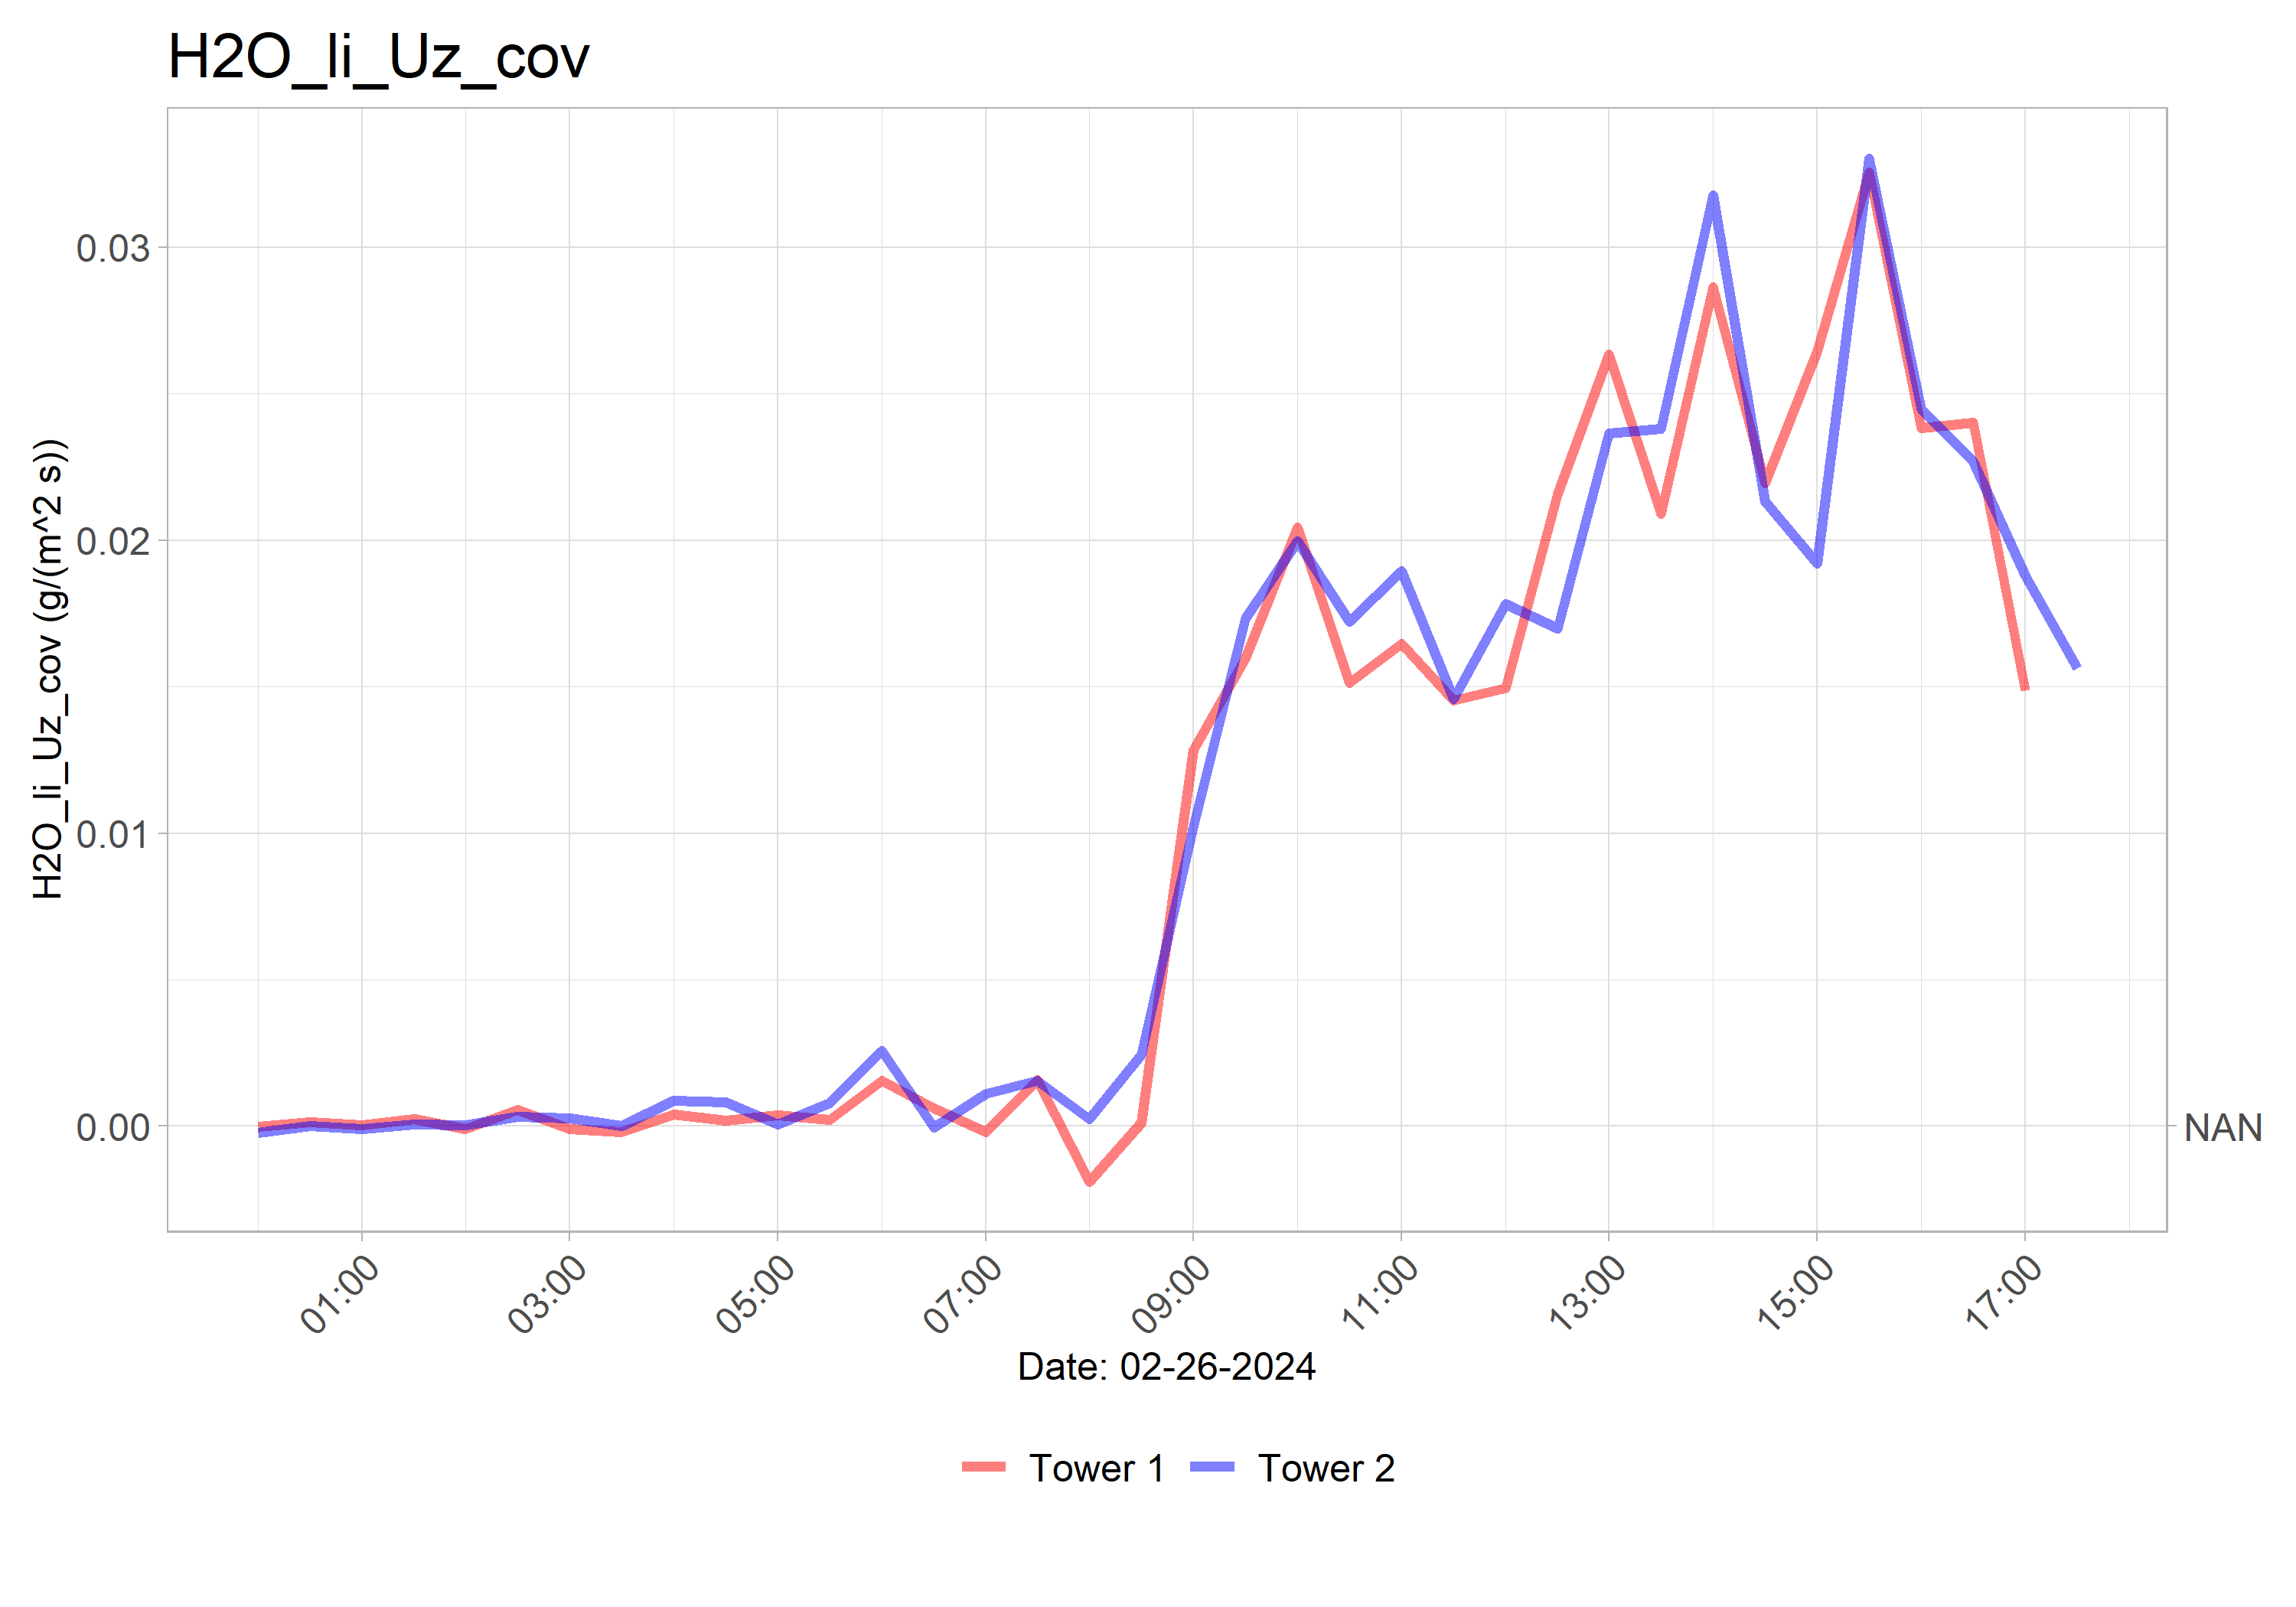 H2O_li_Uz_cov
H2O_li_Uz_cov (g/(m^2 s))
0.03
0.02
0.01
0.00
NAN
01:00
03:00
05:00
07:00
09:00
11:00
13:00
15:00
17:00
Date: 02-26-2024
Tower 1
Tower 2